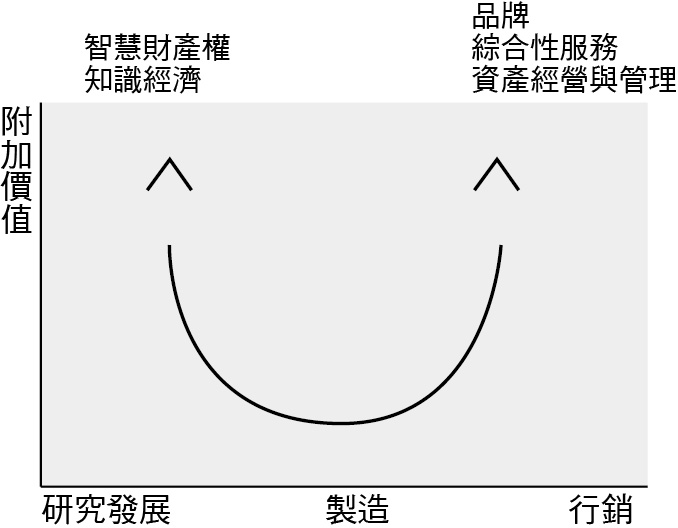 品牌
智慧財產權
綜合性服務
知識經濟
資產經營與管理
附加價值
研究發展
製造
行銷